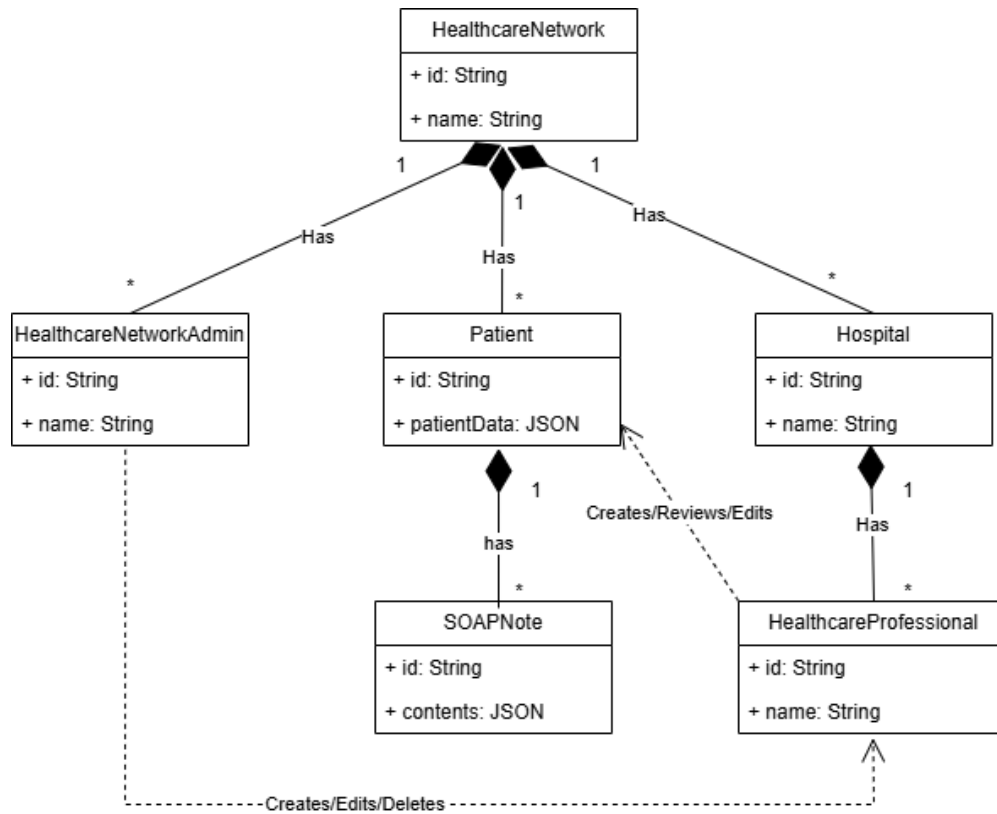 HealthcareNetwork
+ id: String
+ name: String
1
1
1
Has
Has
Has
*
*
*
HealthcareNetworkAdmin
+ id: String
+ name: String
Patient
+ id: String
+ patientData: JSON
Hospital
+ id: String
+ name: String
1
1
Creates/Reviews/Edits
has
Has
*
*
SOAPNote
+ id: String
+ contents: JSON
HealthcareProfessional
+ id: String
+ name: String
Creates/Edits/Deletes